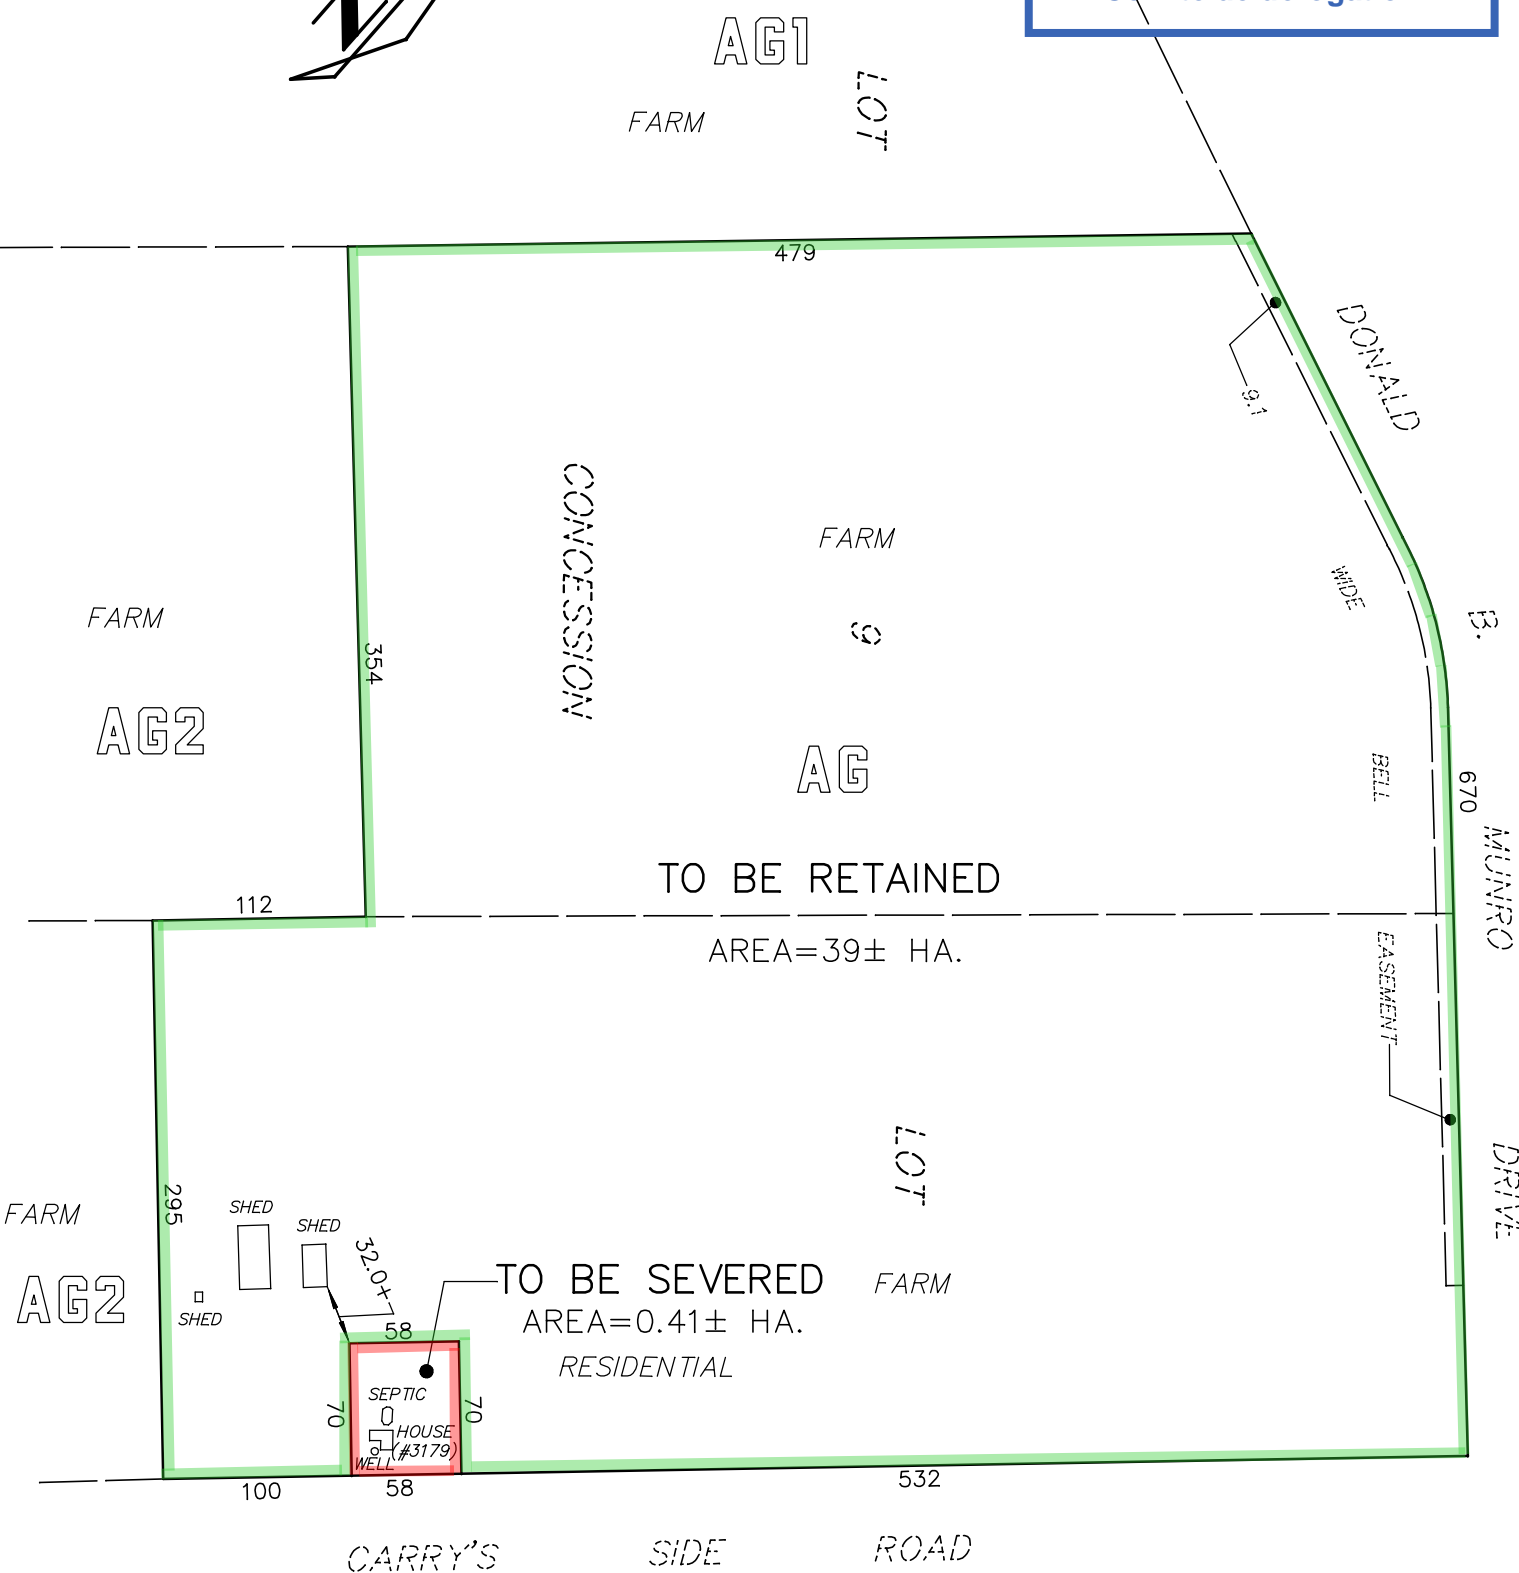 AG1
LOT
FARM
479
DONALD
9.1
CONCESSION
FARM
WIDE
FARM
9
B.
354
AG2
AG
BELL
670
MUNRO
TO BE RETAINED
112
AREA=39± HA.
EASEMENT
LOT
DRIVE
295
FARM
SHED
SHED
32.0±
TO BE SEVERED
FARM
AG2
SHED
AREA=0.41± HA.
58
RESIDENTIAL
SEPTIC
70
70
HOUSE
(#3179)
WELL
100
58
532
CARRY'S SIDE ROAD